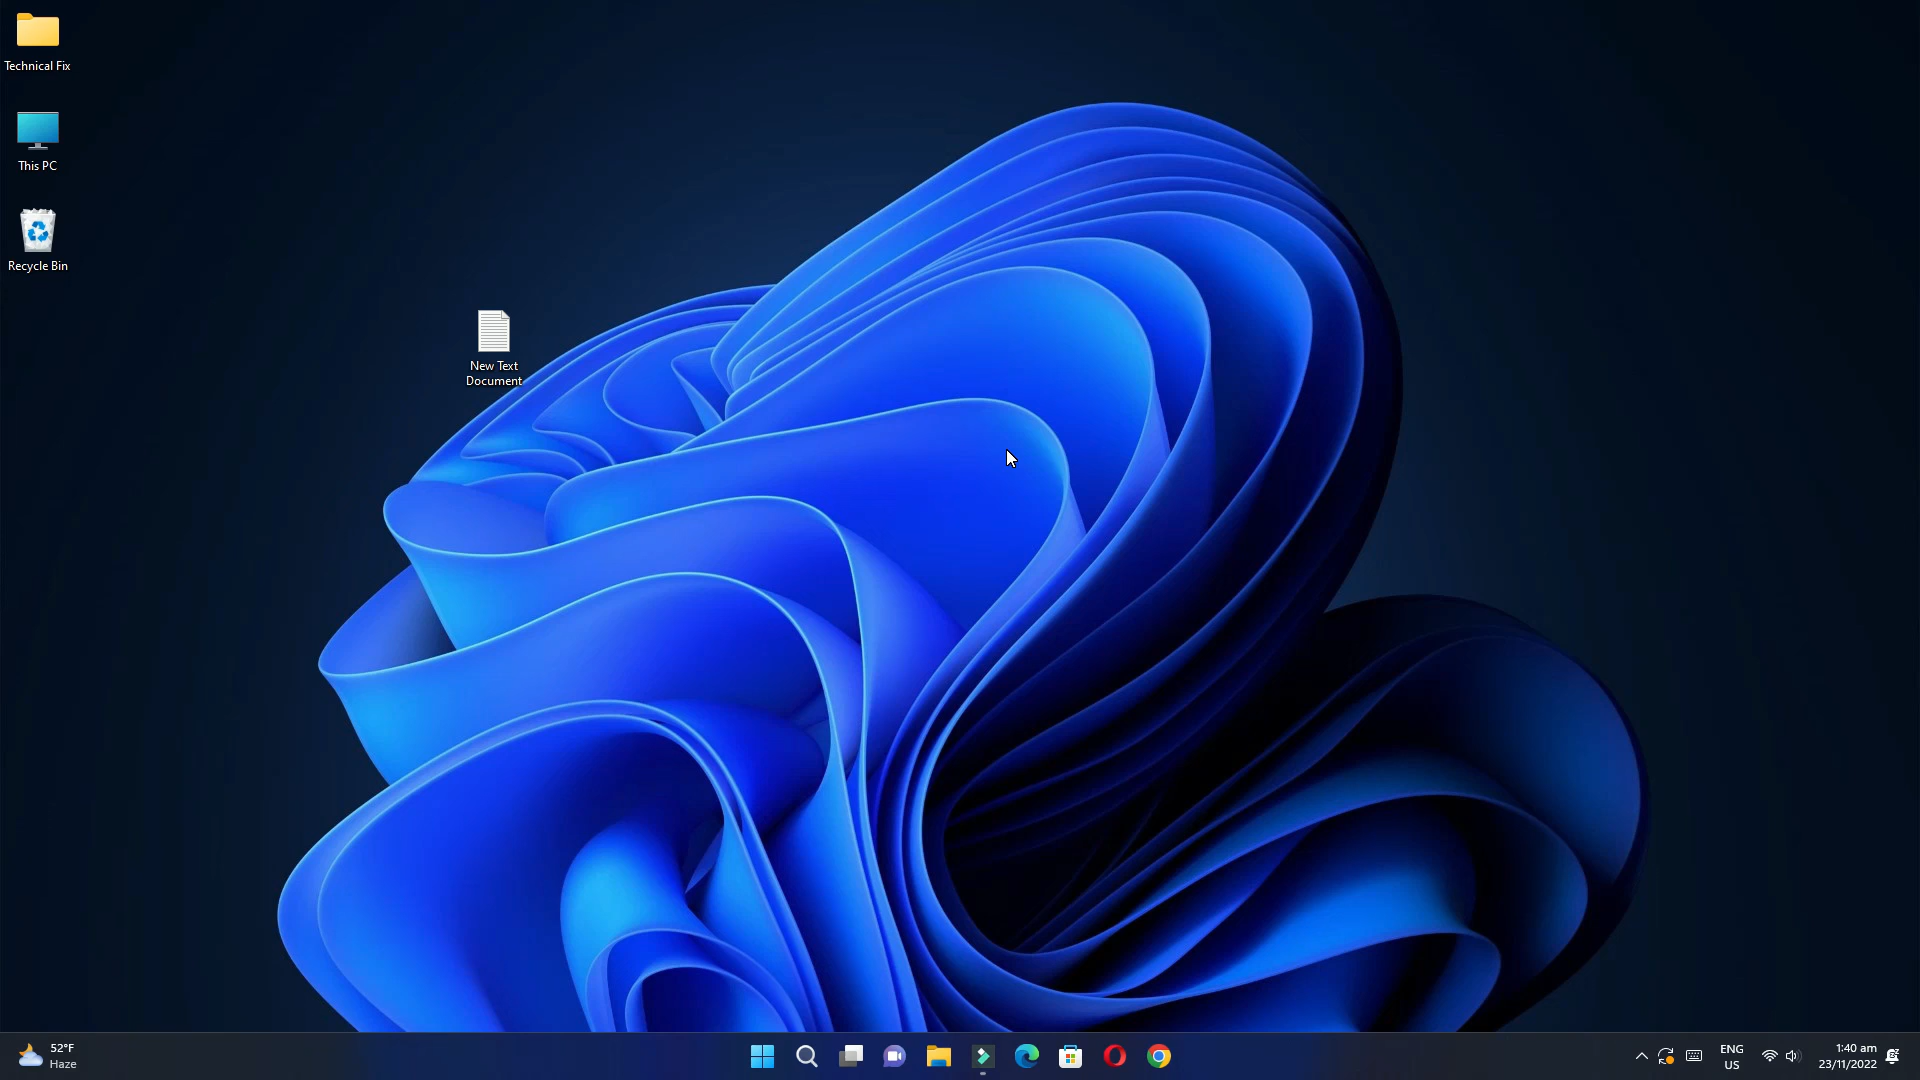 Technical Fix
This PC
Recycle Bin
New Text
Document
52°F
Haze
ENG
US
1:40 am
23/11/2022